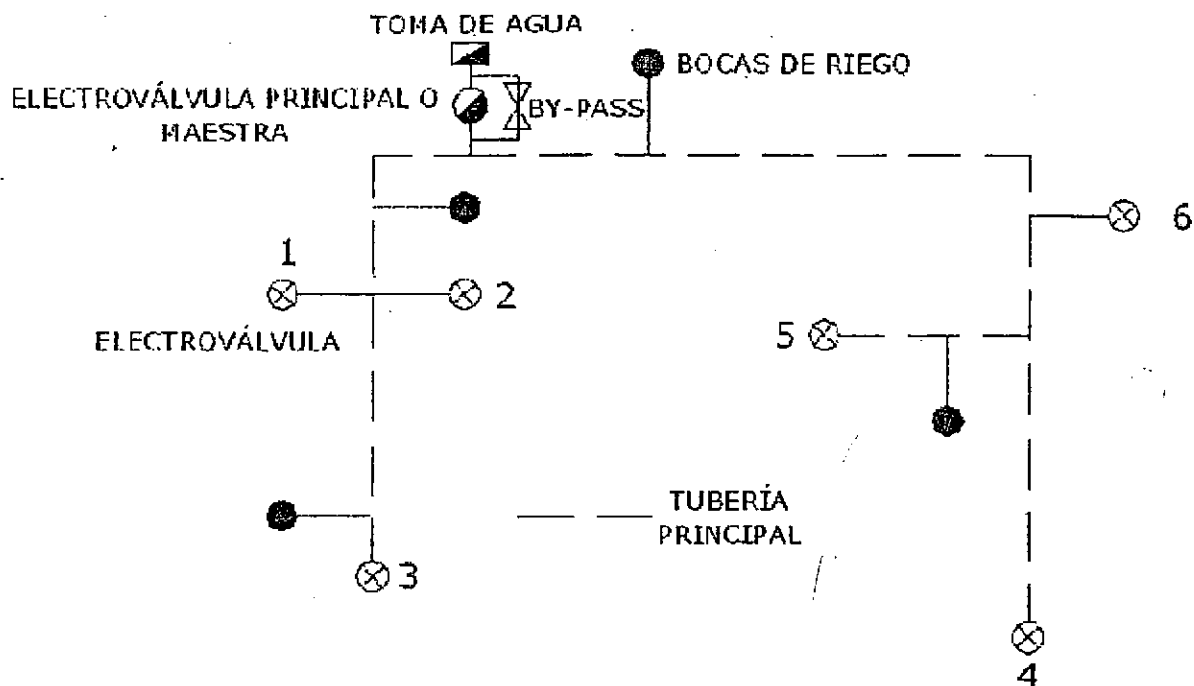 TOMA DE AGUA
BOCAS DE RIEGO
ELECTROVÁLVULA PRINCIPAL O
MAESTRA
BY-PASS
6
1
2
ELECTROVÁLVULA
5
TUBERÍA
PRINCIPAL
3
4